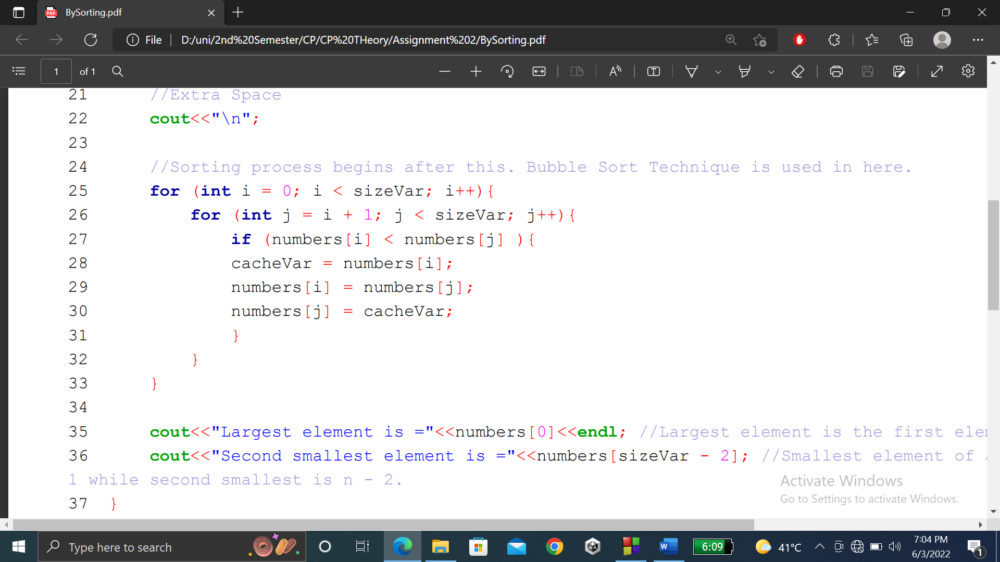 BySorting.pdf
File | D:/uni/2nd%20Semester/CP/CP%20THeory/Assignment%202/BySorting.pdf
1 of 1
21 //Extra Space
22 cout<<"\n";
23
24 //Sorting process begins after this. Bubble Sort Technique is used in here.
25 for (int i = 0; i < sizeVar; i++){
26 for (int j = i + 1; j < sizeVar; j++){
27 if (numbers[i] < numbers[j] ){
28 cacheVar = numbers[i];
29 numbers[i] = numbers[j];
30 numbers[j] = cacheVar;
31 }
32 }
33 }
34
35 cout<<"Largest element is ="<<numbers[0]<<endl; //Largest element is the first
36 cout<<"Second smallest element is ="<<numbers[sizeVar - 2]; //Smallest element of
1 while second smallest is n - 2.
37 }
Activate Windows
Go to Settings to activate Windows.
Type here to search
6:09
41°C
7:04 PM
6/3/2022
1